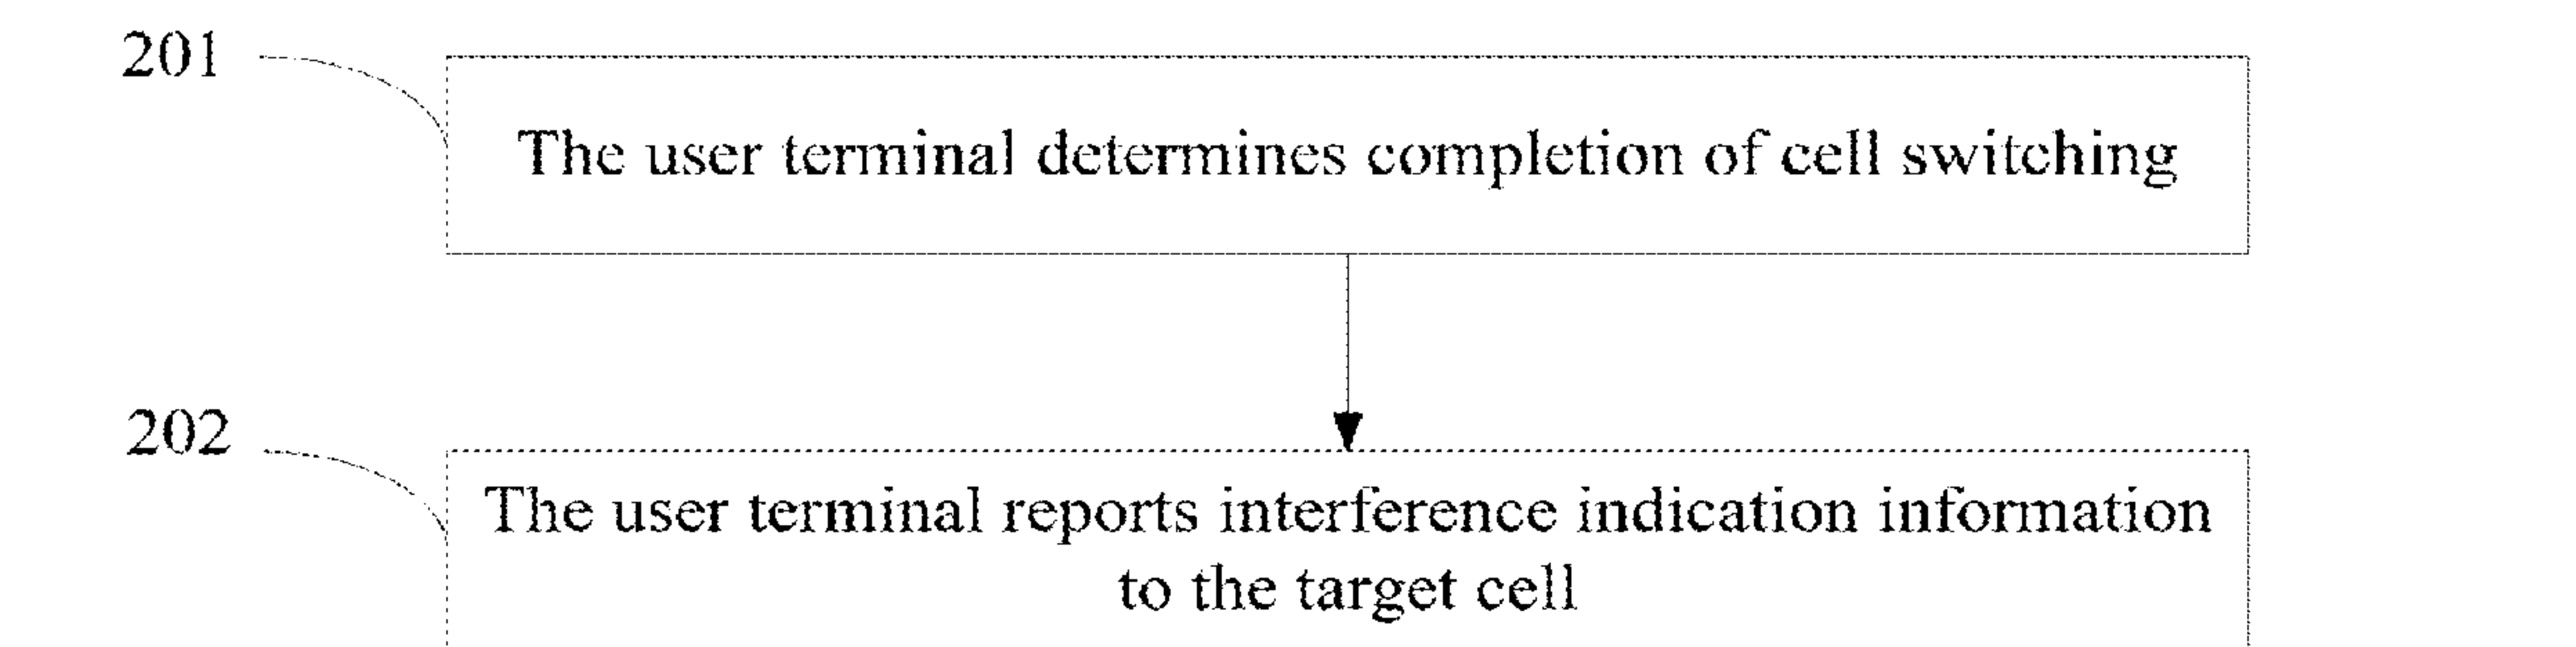 201
The user terminal determines completion of cell switching
202
The user terminal reports interference indication information
to the target cell